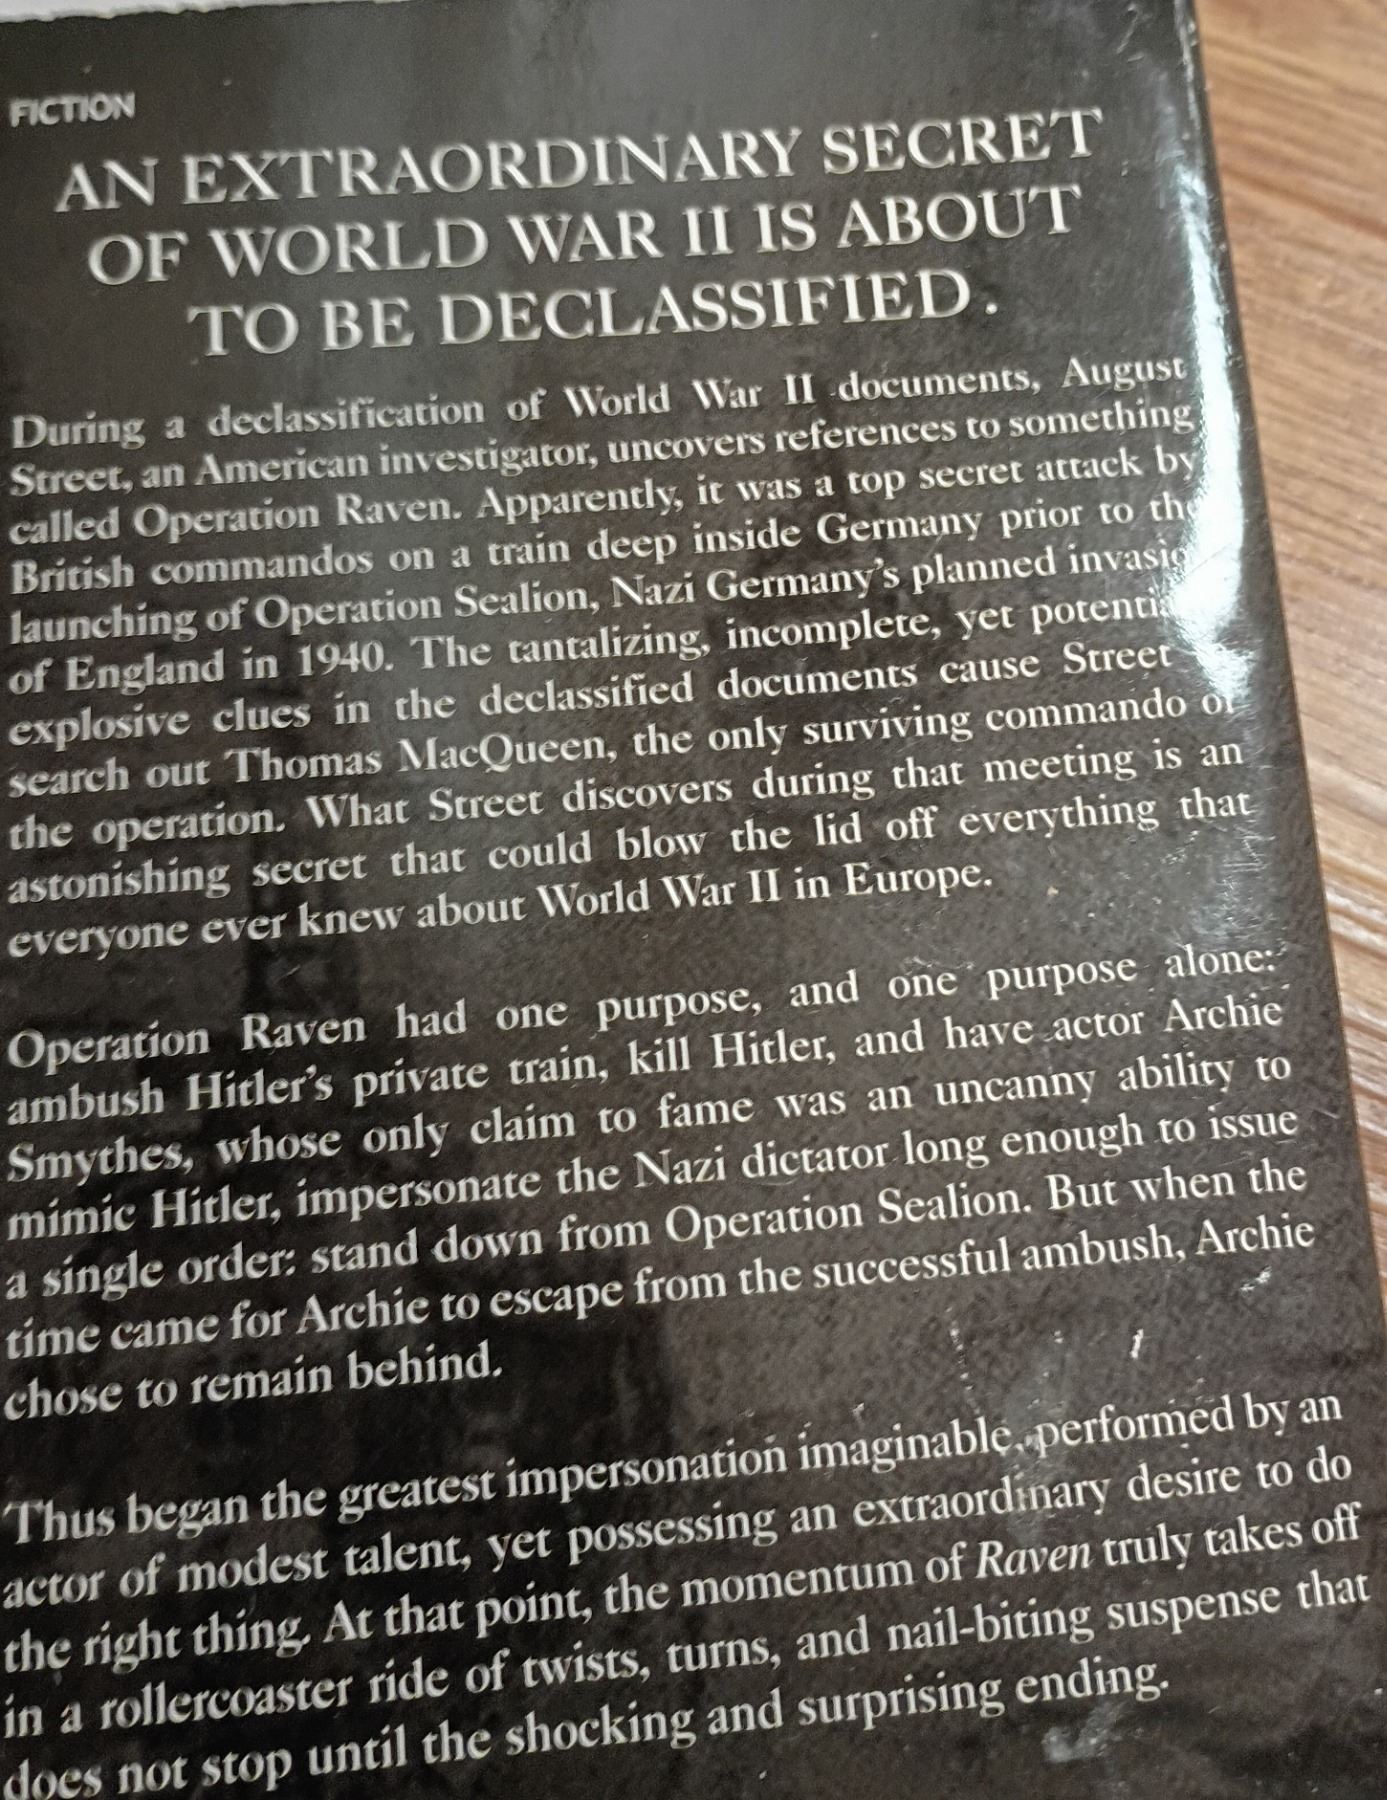 FICTION
AN EXTRAORDINARY SECRET
OF WORLD WAR II IS ABOUT
TO BE DECLASSIFIED.
During a declassification of World War II documents, August
Street, an American investigator, uncovers references to something
called Operation Raven. Apparently, it was a top secret attack by
British commandos on a train deep inside Germany prior to the
launching of Operation Sealion, Nazi Germany's planned invasio
of England in 1940. The tantalizing, incomplete, yet potentia
explosive clues in the declassified documents cause Street
search out Thomas MacQueen, the only surviving commando of
the operation. What Street discovers during that meeting is an
astonishing secret that could blow the lid off everything that
everyone ever knew about World War II in Europe.
Operation Raven had one purpose, and one purpose alone:
ambush Hitler's private train, kill Hitler, and have actor Archie
Smythes, whose only claim to fame was an uncanny ability to
mimic Hitler, impersonate the Nazi dictator long enough to issue
a single order: stand down from Operation Sealion. But when the
time came for Archie to escape from the successful ambush, Archie
chose to remain behind.
Thus began the greatest impersonation imaginable, performed by an
actor of modest talent, yet possessing an extraordinary desire to do
the right thing. At that point, the momentum of Raven truly takes off
in a rollercoaster ride of twists, turns, and nail-biting suspense that
does not stop until the shocking and surprising ending.